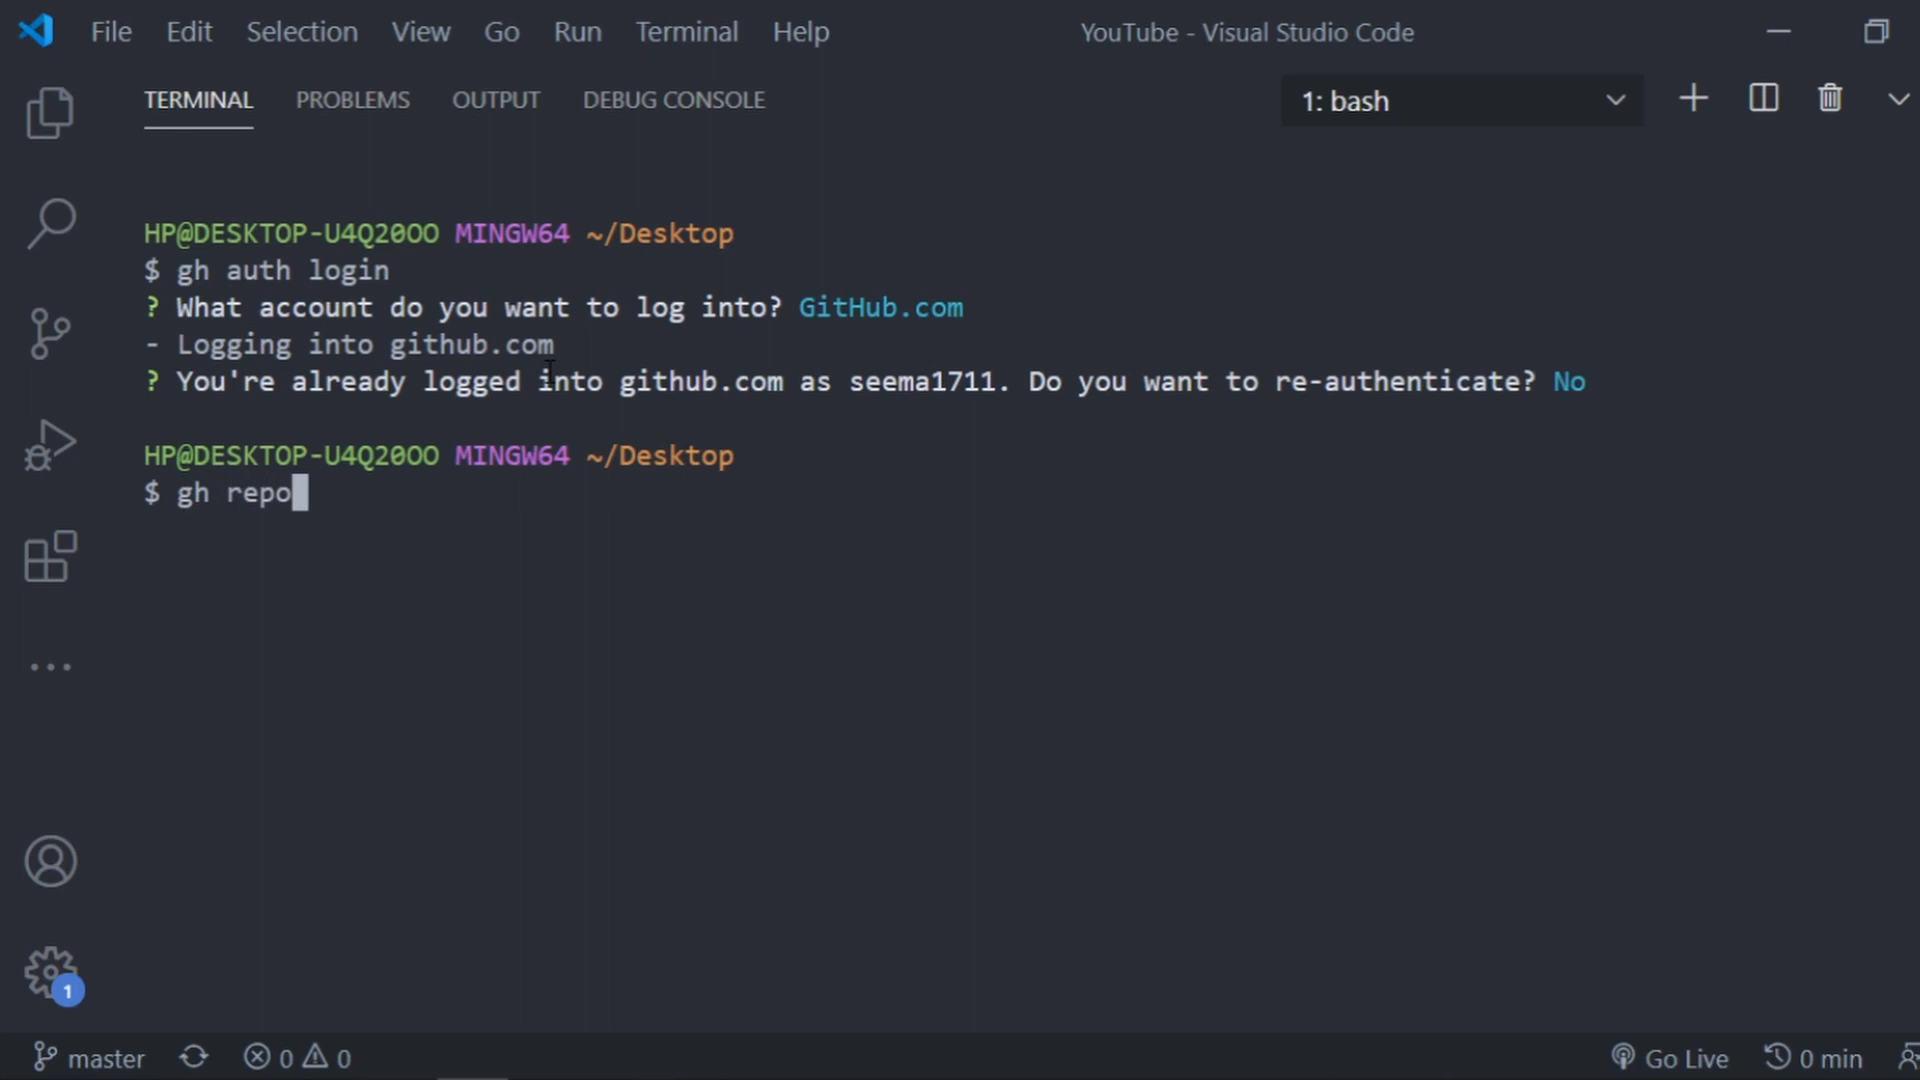 File Edit Selection View Go Run Terminal Help YouTube - Visual Studio Code
TERMINAL PROBLEMS OUTPUT DEBUG CONSOLE 1: bash
HP@DESKTOP-U4Q20OO MINGW64 ~/Desktop
$ gh auth login
? What account do you want to log into? GitHub.com
- Logging into github.com
? You're already logged into github.com as seema1711. Do you want to re-authenticate? No
HP@DESKTOP-U4Q20OO MINGW64 ~/Desktop
$ gh repo
1
master 0 0 Go Live 0 min